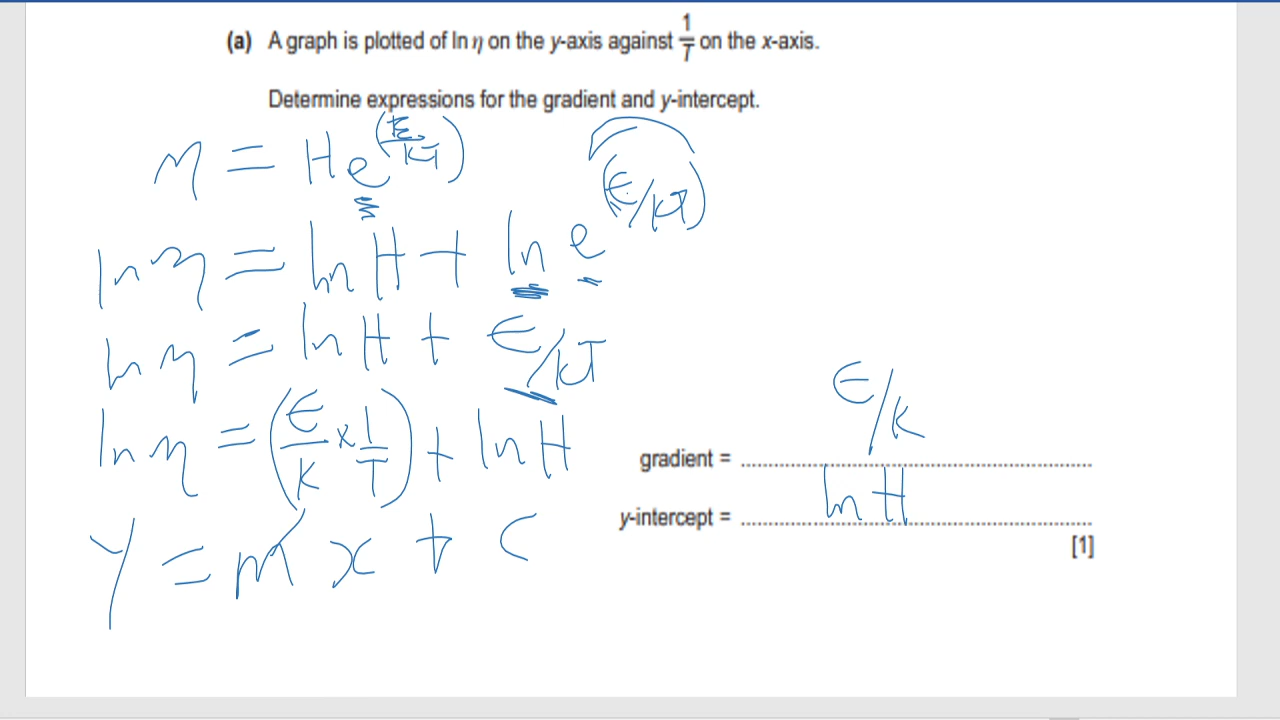 (a) A graph is plotted of ln η on the y-axis against 1/T on the x-axis.
Determine expressions for the gradient and y-intercept.
η = He^(ϵ/kT)
ln η = ln H + ln e^(ϵ/kT)
ln η = ln H + ϵ/kT
ln η = (ϵ/k × 1/T) + ln H
y = m x + c
gradient = ϵ/k
y-intercept = ln H
[1]